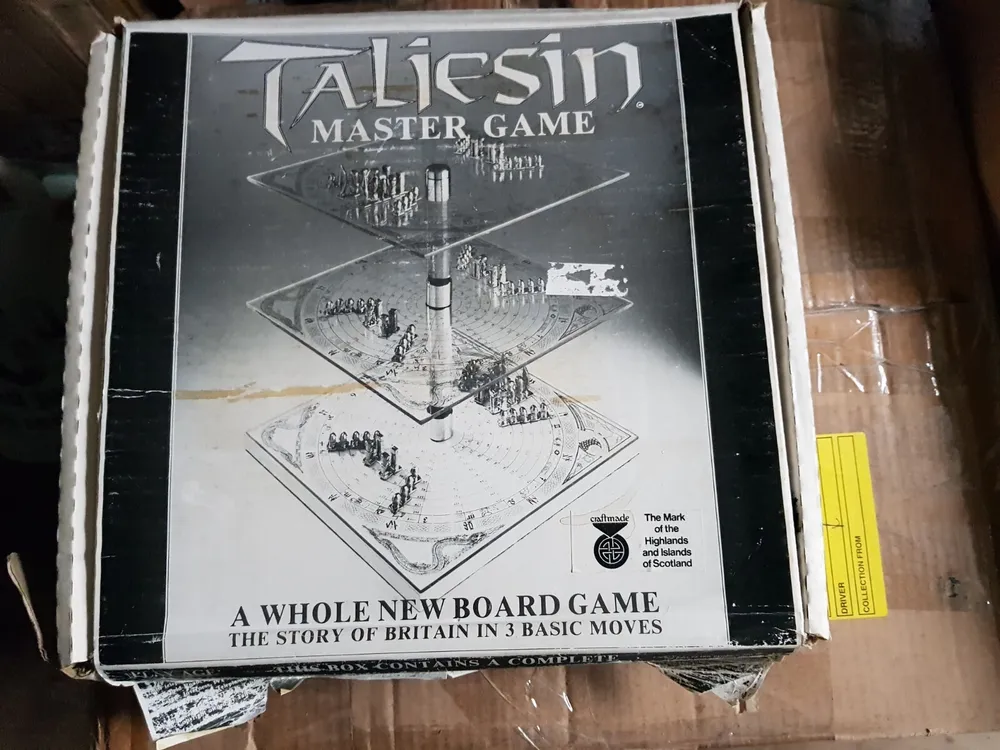 Taliesin
MASTER GAME
craftmade
The Mark
of the
Highlands
and Islands
of Scotland
A WHOLE NEW BOARD GAME
THE STORY OF BRITAIN IN 3 BASIC MOVES
THIS BOX CONTAINS A COMPLETE
DRIVER
COLLECTION FROM